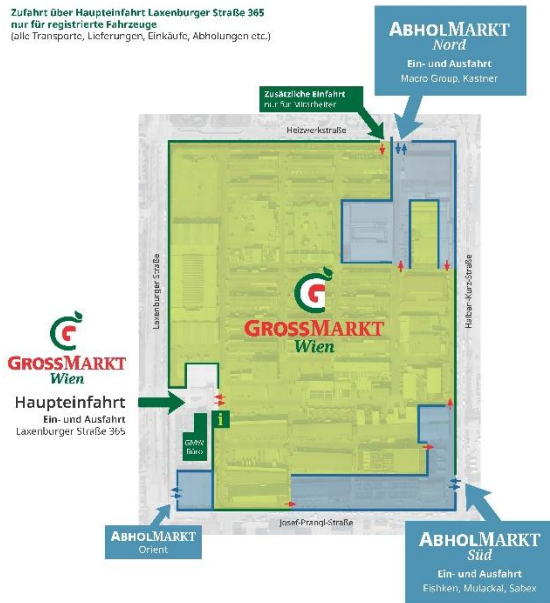 Zufahrt über Haupteinfahrt Laxenburger Straße 365
nur für registrierte Fahrzeuge
(alle Transporte, Lieferungen, Einkäufe, Abholungen etc.)
ABHOLMARKT
Nord
Ein- und Ausfahrt
Macro Group, Kastner
Zusätzliche Einfahrt
nur für Mitarbeiter
Heizwerkstraße
Laxenburger Straße
Halban-Kurz-Straße
G
GROSSMARKT
Wien
G
GROSSMARKT
Wien
Haupteinfahrt
Ein- und Ausfahrt
Laxenburger Straße 365
i
GMW
Büro
ABHOLMARKT
Orient
Josef-Prangl-Straße
ABHOLMARKT
Süd
Ein- und Ausfahrt
Eishken, Mulackal, Sabex